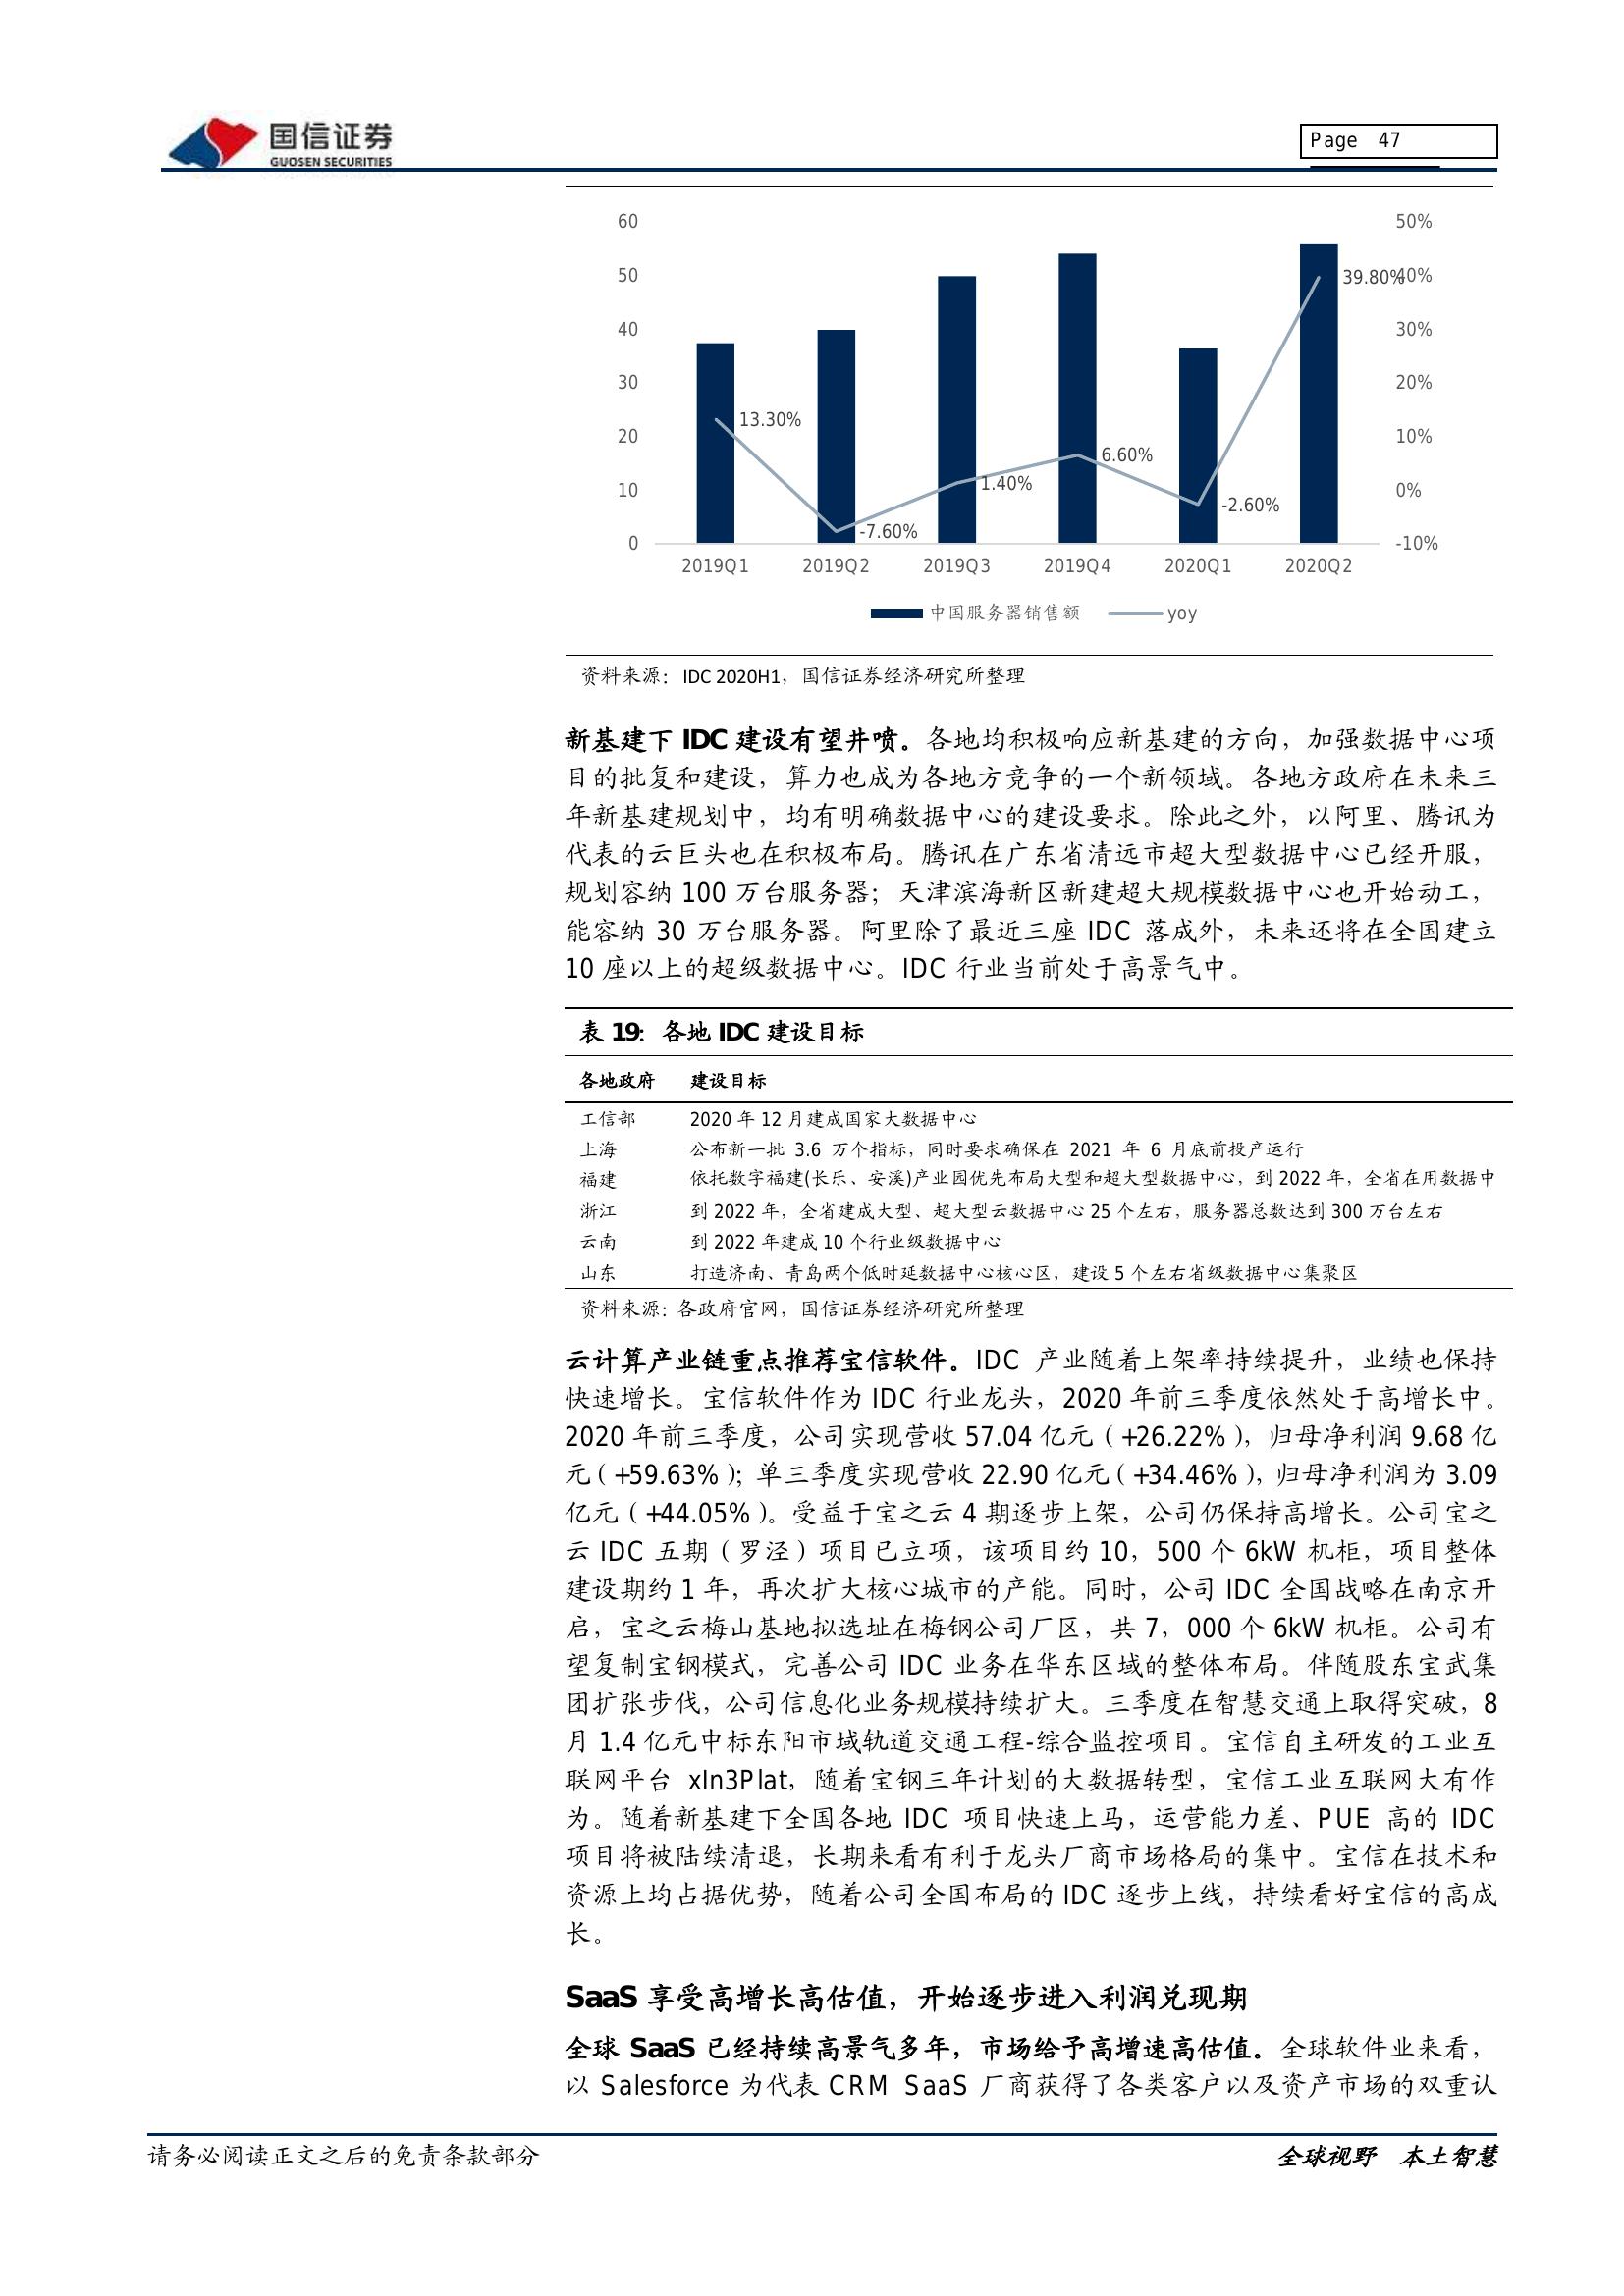 国信证券
GUOSEN SECURITIES
Page 47
60
50
40
30
20
10
0
50%
40%
30%
20%
10%
0%
-10%
13.30%
-7.60%
1.40%
6.60%
-2.60%
39.80%
2019Q1 2019Q2 2019Q3 2019Q4 2020Q1 2020Q2
中国服务器销售额 yoy
资料来源：IDC 2020H1，国信证券经济研究所整理
新基建下 IDC 建设有望井喷。各地均积极响应新基建的方向，加强数据中心项
目的批复和建设，算力也成为各地方竞争的一个新领域。各地方政府在未来三
年新基建规划中，均有明确数据中心的建设要求。除此之外，以阿里、腾讯为
代表的云巨头也在积极布局。腾讯在广东省清远市超大型数据中心已经开服，
规划容纳 100 万台服务器；天津滨海新区新建超大规模数据中心也开始动工，
能容纳 30 万台服务器。阿里除了最近三座 IDC 落成外，未来还将在全国建立
10 座以上的超级数据中心。IDC 行业当前处于高景气中。
表 19：各地 IDC 建设目标
各地政府 建设目标
工信部 2020 年 12 月建成国家大数据中心
上海 公布新一批 3.6 万个指标，同时要求确保在 2021 年 6 月底前投产运行
福建 依托数字福建(长乐、安溪)产业园优先布局大型和超大型数据中心，到 2022 年，全省在用数据中
浙江 到 2022 年，全省建成大型、超大型云数据中心 25 个左右，服务器总数达到 300 万台左右
云南 到 2022 年建成 10 个行业级数据中心
山东 打造济南、青岛两个低时延数据中心核心区，建设 5 个左右省级数据中心集聚区
资料来源：各政府官网，国信证券经济研究所整理
云计算产业链重点推荐宝信软件。IDC 产业随着上架率持续提升，业绩也保持
快速增长。宝信软件作为 IDC 行业龙头，2020 年前三季度依然处于高增长中。
2020 年前三季度，公司实现营收 57.04 亿元（+26.22%），归母净利润 9.68 亿
元（+59.63%）；单三季度实现营收 22.90 亿元（+34.46%），归母净利润为 3.09
亿元（+44.05%）。受益于宝之云 4 期逐步上架，公司仍保持高增长。公司宝之
云 IDC 五期（罗泾）项目已立项，该项目约 10，500 个 6kW 机柜，项目整体
建设期约 1 年，再次扩大核心城市的产能。同时，公司 IDC 全国战略在南京开
启，宝之云梅山基地拟选址在梅钢公司厂区，共 7，000 个 6kW 机柜。公司有
望复制宝钢模式，完善公司 IDC 业务在华东区域的整体布局。伴随股东宝武集
团扩张步伐，公司信息化业务规模持续扩大。三季度在智慧交通上取得突破，8
月 1.4 亿元中标东阳市域轨道交通工程-综合监控项目。宝信自主研发的工业互
联网平台 xIn3Plat，随着宝钢三年计划的大数据转型，宝信工业互联网大有作
为。随着新基建下全国各地 IDC 项目快速上马，运营能力差、PUE 高的 IDC
项目将被陆续清退，长期来看有利于龙头厂商市场格局的集中。宝信在技术和
资源上均占据优势，随着公司全国布局的 IDC 逐步上线，持续看好宝信的高成
长。
SaaS 享受高增长高估值，开始逐步进入利润兑现期
全球 SaaS 已经持续高景气多年，市场给予高增速高估值。全球软件业来看，
以 Salesforce 为代表 CRM SaaS 厂商获得了各类客户以及资产市场的双重认
请务必阅读正文之后的免责条款部分
全球视野 本土智慧